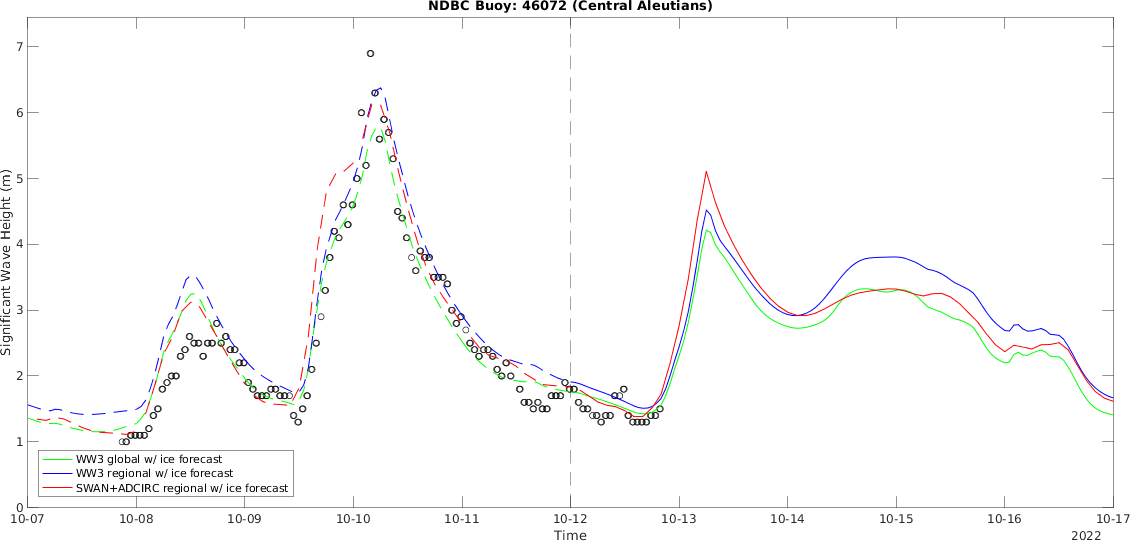 NDBC Buoy: 46072 (Central Aleutians)
7
6
5
4
3
2
1
0
Significant Wave Height (m)
WW3 global w/ ice forecast
WW3 regional w/ ice forecast
SWAN+ADCIRC regional w/ ice forecast
10-07 10-08 10-09 10-10 10-11 10-12 10-13 10-14 10-15 10-16 10-17
Time
2022